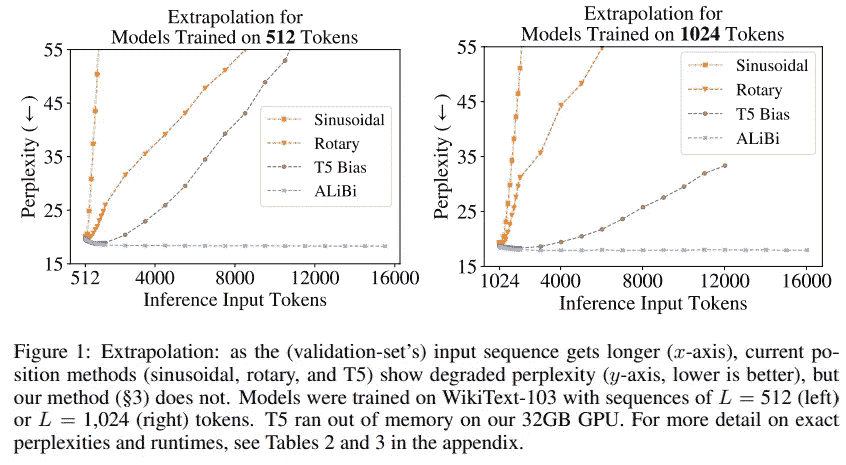 Extrapolation for
Models Trained on 512 Tokens
55
45
35
25
15
Perplexity (←)
Sinusoidal
Rotary
T5 Bias
ALiBi
512
4000
8000
12000
16000
Inference Input Tokens
Extrapolation for
Models Trained on 1024 Tokens
55
45
35
25
15
Perplexity (←)
Sinusoidal
Rotary
T5 Bias
ALiBi
1024
4000
8000
12000
16000
Inference Input Tokens
Figure 1: Extrapolation: as the (validation-set's) input sequence gets longer (x-axis), current po-
sition methods (sinusoidal, rotary, and T5) show degraded perplexity (y-axis, lower is better), but
our method (§3) does not. Models were trained on WikiText-103 with sequences of L = 512 (left)
or L = 1,024 (right) tokens. T5 ran out of memory on our 32GB GPU. For more detail on exact
perplexities and runtimes, see Tables 2 and 3 in the appendix.